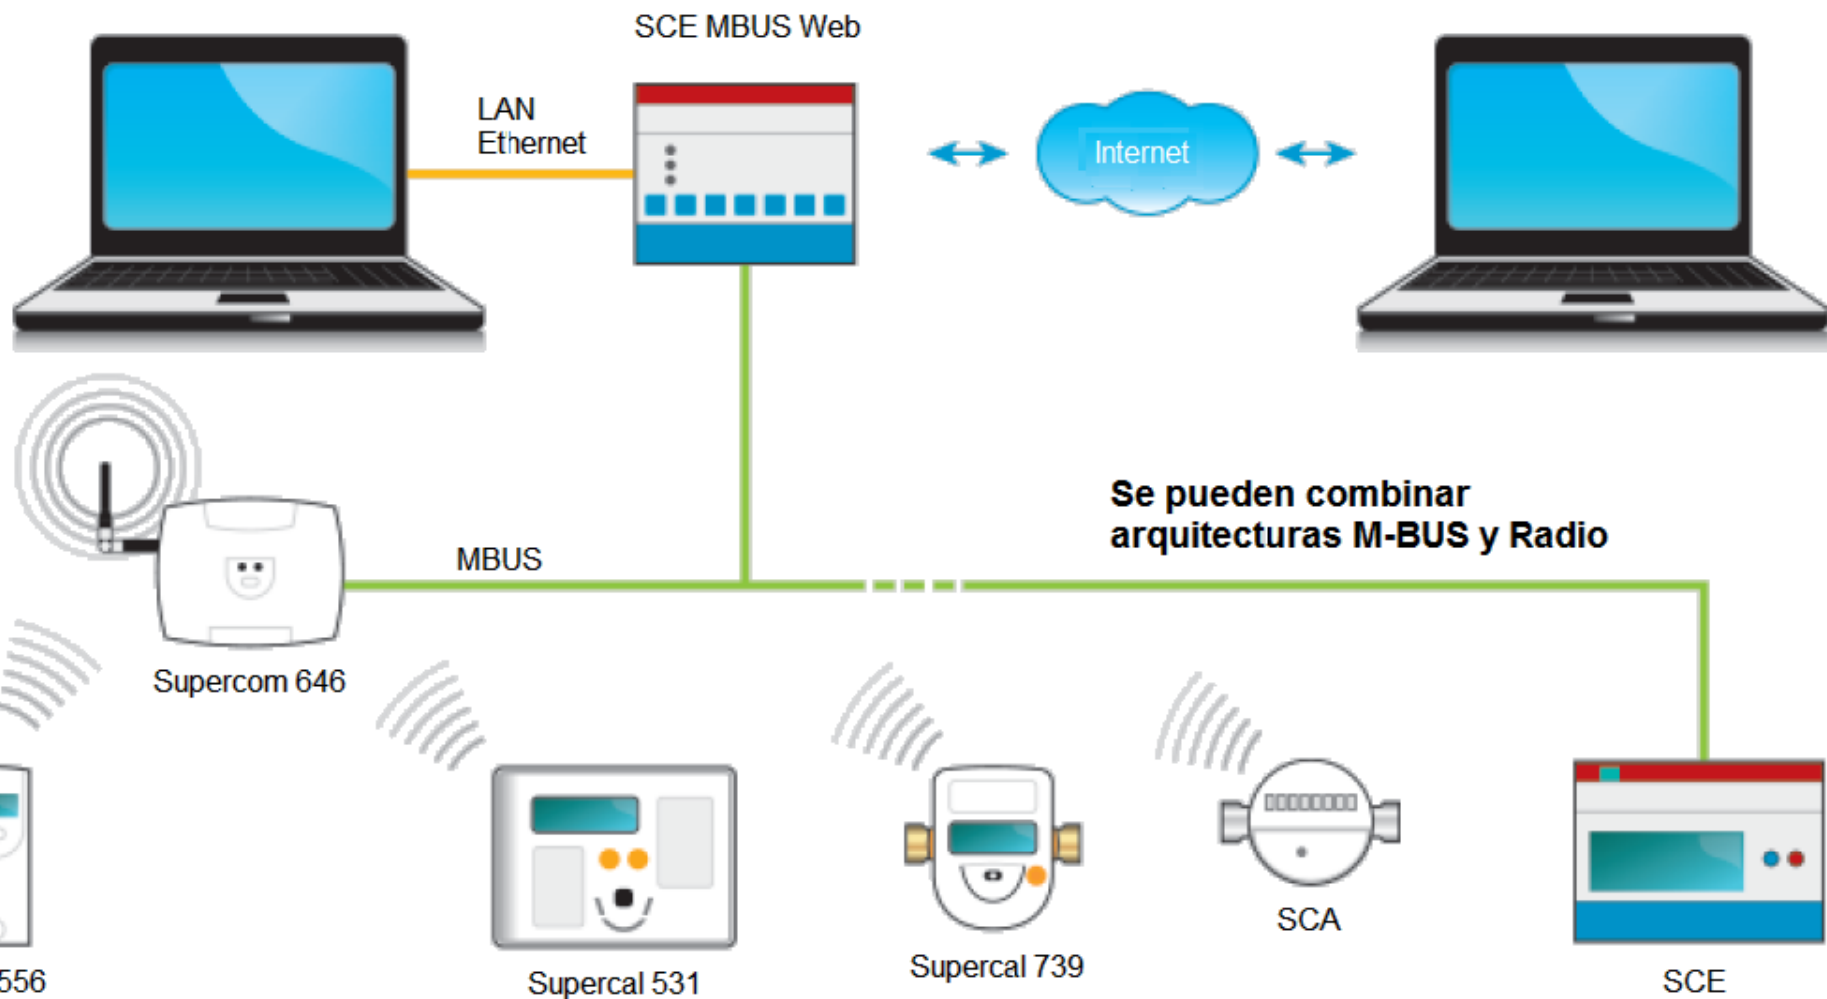 SCE MBUS Web
LAN
Ethernet
Internet
Se pueden combinar
arquitecturas M-BUS y Radio
MBUS
Supercom 646
556
Supercal 531
Supercal 739
SCA
SCE